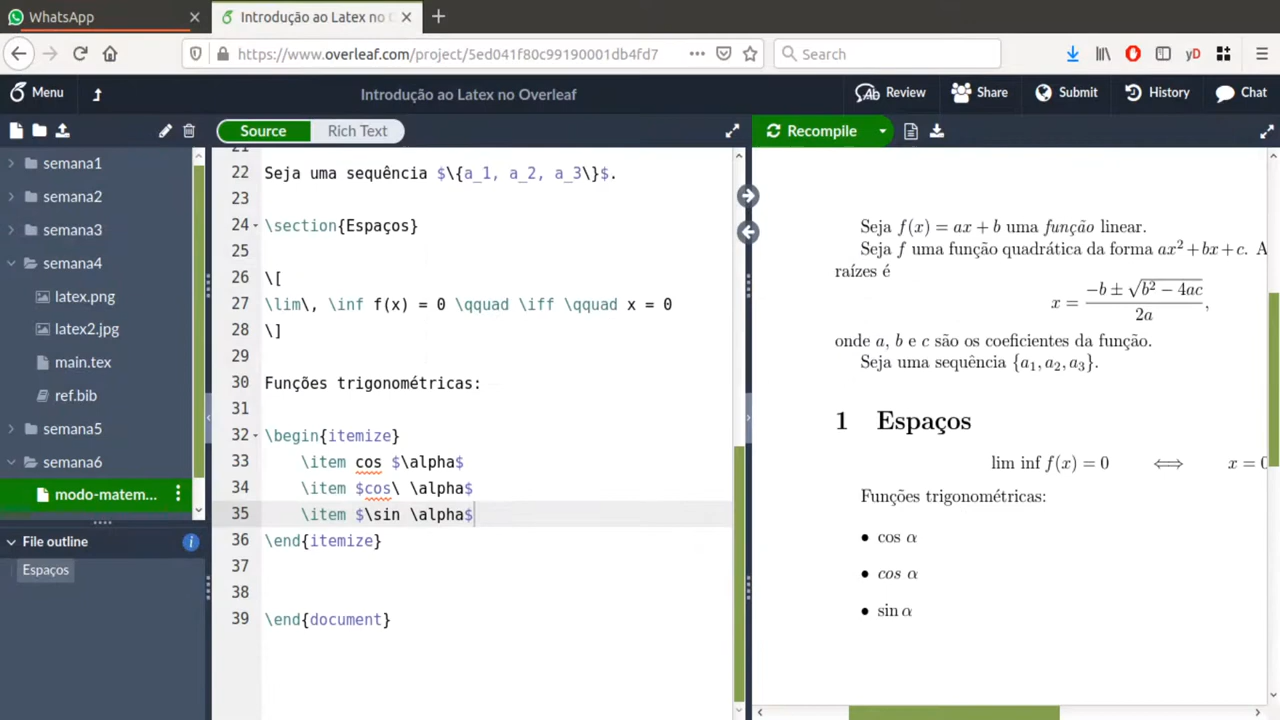 WhatsApp
Introdução ao Latex no O
https://www.overleaf.com/project/5ed041f80c99190001db4fd7
Search
yD
Menu
Introdução ao Latex no Overleaf
Review
Share
Submit
History
Chat
Source
Rich Text
Recompile
semana1
semana2
semana3
semana4
latex.png
latex2.jpg
main.tex
ref.bib
semana5
semana6
modo-matem...
File outline
Espaços
21
22 Seja uma sequência $\{a_1, a_2, a_3\}$.
23
24 \section{Espaços}
25
26 \[
27 \lim\, \inf f(x) = 0 \qquad \iff \qquad x = 0
28 \]
29
30 Funções trigonométricas:
31
32 \begin{itemize}
33 \item cos $\alpha$
34 \item $cos\ \alpha$
35 \item $\sin \alpha$
36 \end{itemize}
37
38
39 \end{document}
Seja f(x) = ax + b uma função linear.
Seja f uma função quadrática da forma ax² + bx + c. A
raízes é
x = \frac{-b ± \sqrt{b² − 4ac}}{2a},
onde a, b e c são os coeficientes da função.
Seja uma sequência {a₁, a₂, a₃}.
1 Espaços
lim inf f(x) = 0 ⟺ x = 0
Funções trigonométricas:
• cos α
• cos α
• sin α